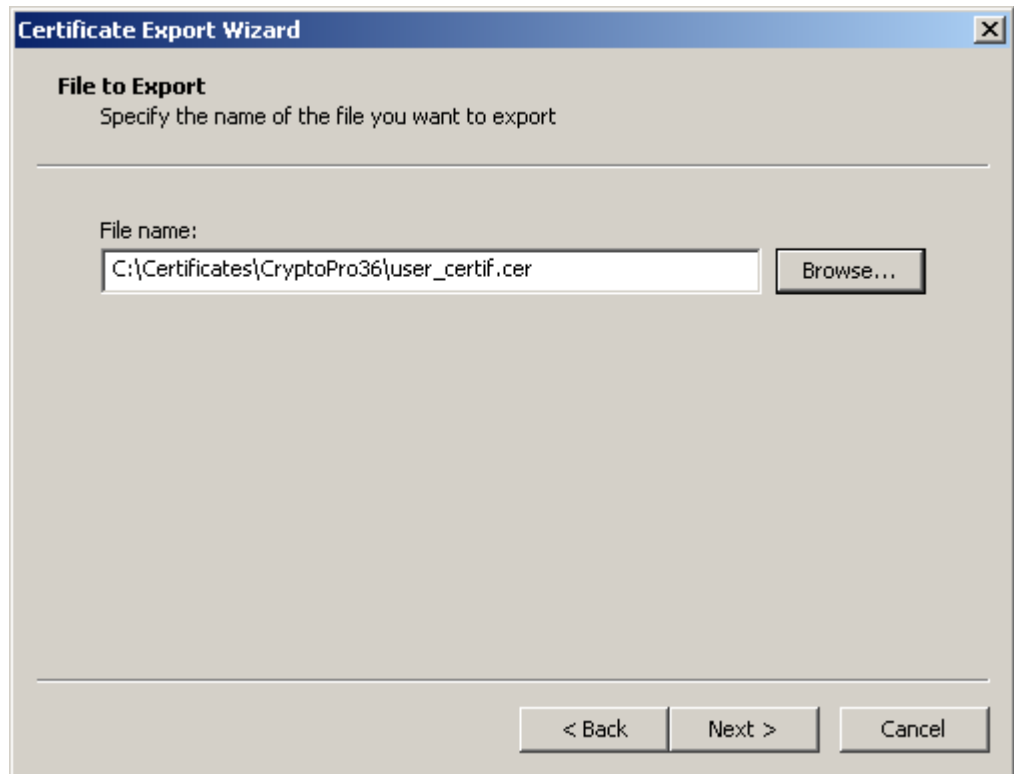 Certificate Export Wizard
File to Export
Specify the name of the file you want to export
File name:
C:\Certificates\CryptoPro36\user_certif.cer
Browse...
< Back
Next >
Cancel